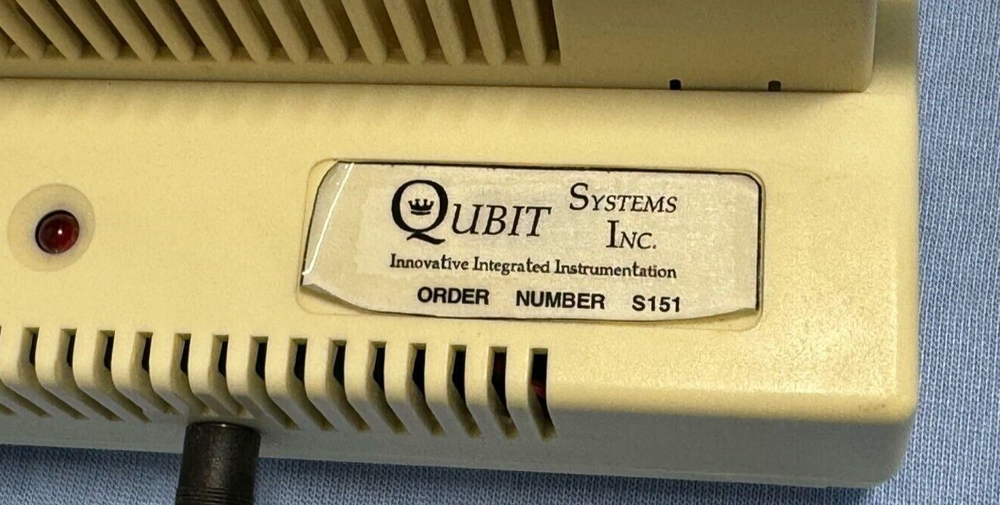 QUBIT SYSTEMS INC.
Innovative Integrated Instrumentation
ORDER NUMBER S151